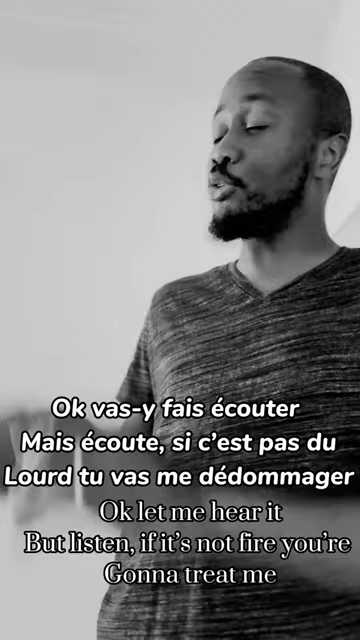 Ok vas-y fais écouter
Mais écoute, si c'est pas du
Lourd tu vas me dédommager
Ok let me hear it
But listen, if it's not fire you're
Gonna treat me